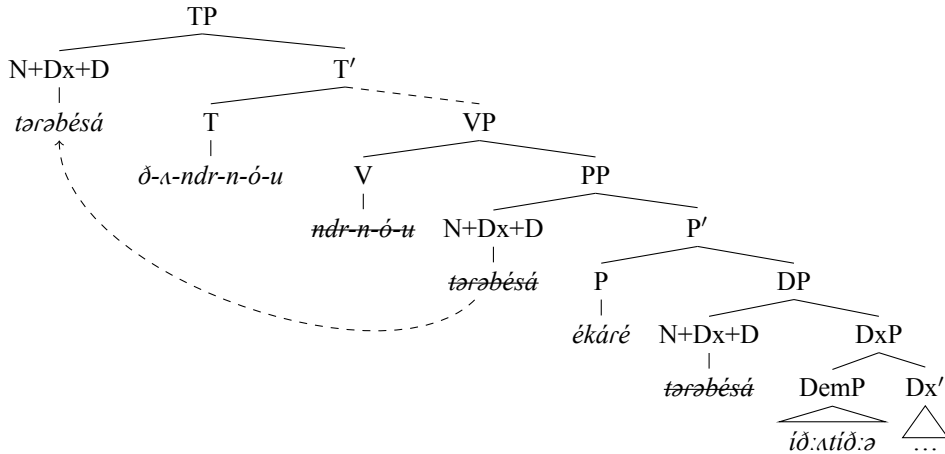 TP
N+Dx+D T′
tərəbésá T VP
ð-ʌ-ndr-n-ó-u V PP
ndr-n-ó-u N+Dx+D P′
tərəbésá P DP
ékáré N+Dx+D DxP
tərəbésá DemP Dx′
íð:ʌtíð:ə …